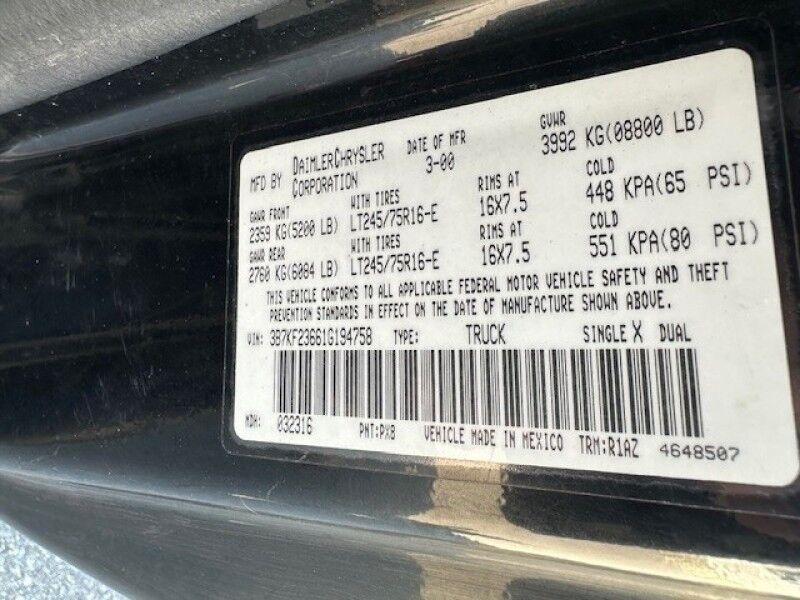 MFD BY DAIMLERCHRYSLER CORPORATION DATE OF MFR 3-00 GVWR 3992 KG(08800 LB)
GAWR FRONT WITH TIRES RIMS AT COLD
2359 KG(5200 LB) LT245/75R16-E 16X7.5 448 KPA(65 PSI)
GAWR REAR WITH TIRES RIMS AT COLD
2760 KG(6084 LB) LT245/75R16-E 16X7.5 551 KPA(80 PSI)
THIS VEHICLE CONFORMS TO ALL APPLICABLE FEDERAL MOTOR VEHICLE SAFETY AND THEFT
PREVENTION STANDARDS IN EFFECT ON THE DATE OF MANUFACTURE SHOWN ABOVE.
VIN: 3B7KF23661G194758 TYPE: TRUCK SINGLE X DUAL
MDH: 032316 PNT:PX8 VEHICLE MADE IN MEXICO TRM:R1AZ 4648507